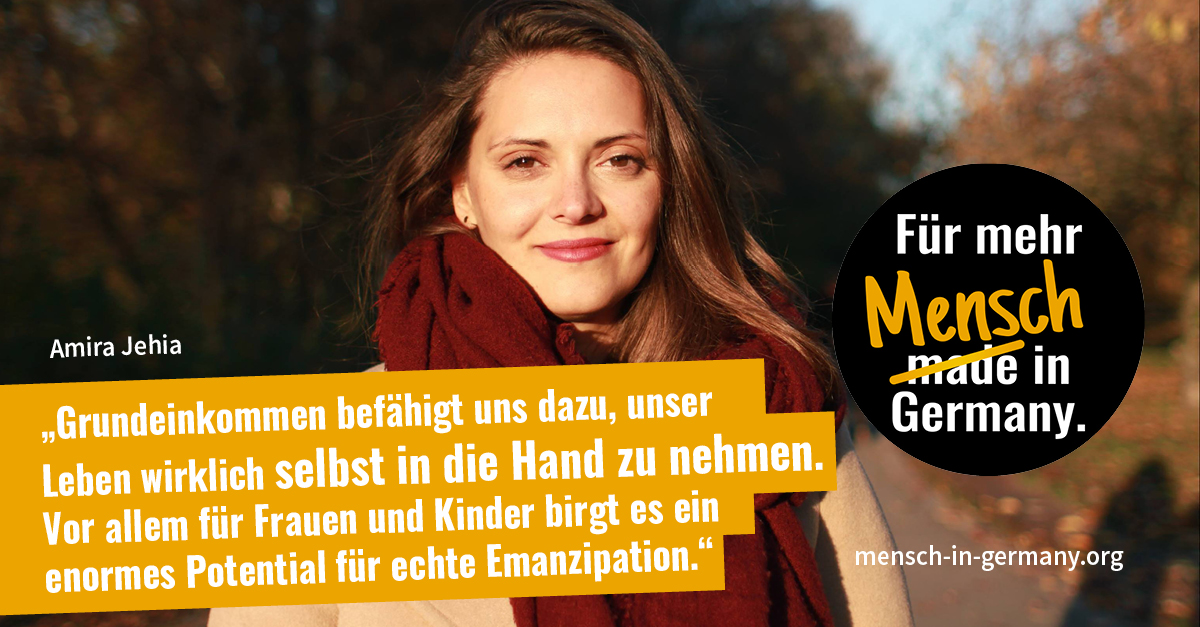 Amira Jehia
„Grundeinkommen befähigt uns dazu, unser
Leben wirklich selbst in die Hand zu nehmen.
Vor allem für Frauen und Kinder birgt es ein
enormes Potential für echte Emanzipation.“
Für mehr
Mensch
made in
Germany.
mensch-in-germany.org